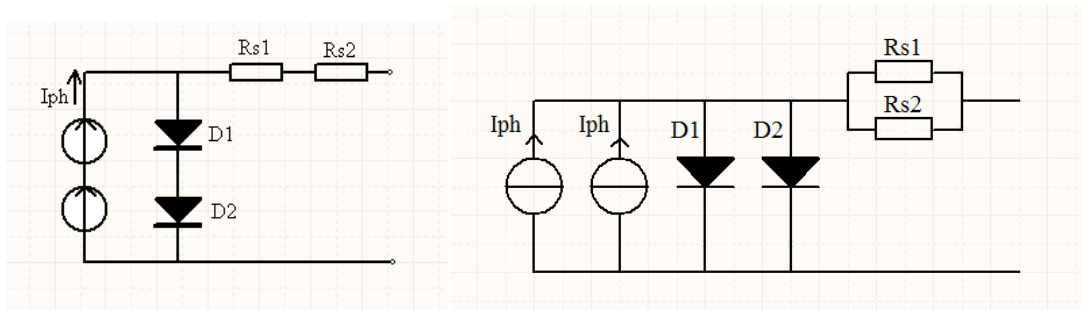 Rs1 Rs2
Iph
D1
D2
Rs1
Rs2
Iph Iph D1 D2